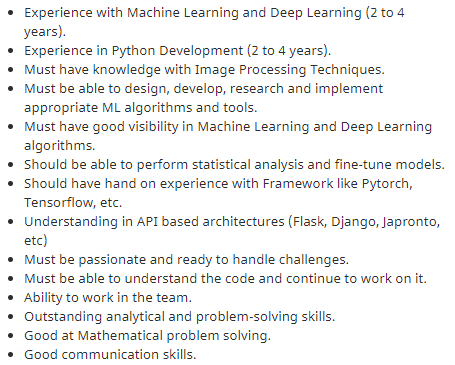 • Experience with Machine Learning and Deep Learning (2 to 4
years).
• Experience in Python Development (2 to 4 years).
• Must have knowledge with Image Processing Techniques.
• Must be able to design, develop, research and implement
appropriate ML algorithms and tools.
• Must have good visibility in Machine Learning and Deep Learning
algorithms.
• Should be able to perform statistical analysis and fine-tune models.
• Should have hand on experience with Framework like Pytorch,
Tensorflow, etc.
• Understanding in API based architectures (Flask, Django, Japronto,
etc)
• Must be passionate and ready to handle challenges.
• Must be able to understand the code and continue to work on it.
• Ability to work in the team.
• Outstanding analytical and problem-solving skills.
• Good at Mathematical problem solving.
• Good communication skills.